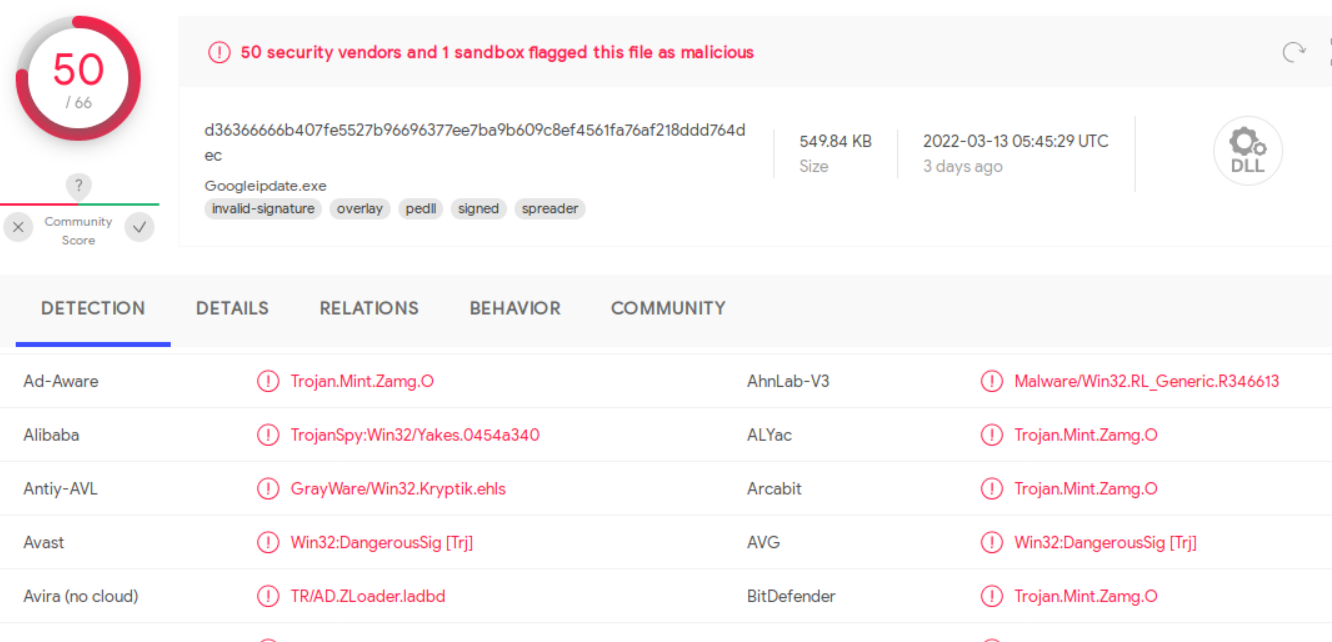 50
/ 66
50 security vendors and 1 sandbox flagged this file as malicious
d36366666b407fe5527b96696377ee7ba9b609c8ef4561fa76af218ddd764d
ec
Googleipdate.exe
invalid-signature overlay pedll signed spreader
549.84 KB
Size
2022-03-13 05:45:29 UTC
3 days ago
DLL
?
Community
Score
DETECTION DETAILS RELATIONS BEHAVIOR COMMUNITY
Ad-Aware Trojan.Mint.Zamg.O AhnLab-V3 Malware/Win32.RL_Generic.R346613
Alibaba TrojanSpy:Win32/Yakes.0454a340 ALYac Trojan.Mint.Zamg.O
Antiy-AVL GrayWare/Win32.Kryptik.ehls Arcabit Trojan.Mint.Zamg.O
Avast Win32:DangerousSig [Trj] AVG Win32:DangerousSig [Trj]
Avira (no cloud) TR/AD.ZLoader.ladbd BitDefender Trojan.Mint.Zamg.O